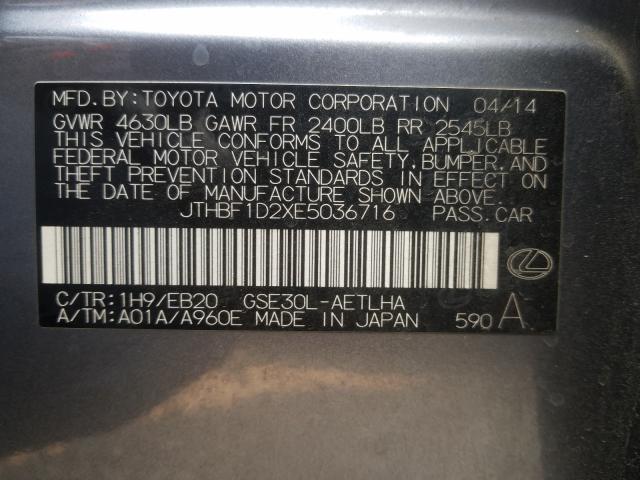 MFD.BY:TOYOTA MOTOR CORPORATION 04/14
GVWR 4630LB GAWR FR 2400LB RR 2545LB
THIS VEHICLE CONFORMS TO ALL APPLICABLE
FEDERAL MOTOR VEHICLE SAFETY,BUMPER,AND
THEFT PREVENTION STANDARDS IN EFFECT ON
THE DATE OF MANUFACTURE SHOWN ABOVE.
JTHBF1D2XE5036716 PASS.CAR
C/TR:1H9/EB20 GSE30L-AETLHA
A/TM:A01A/A960E MADE IN JAPAN 590 A